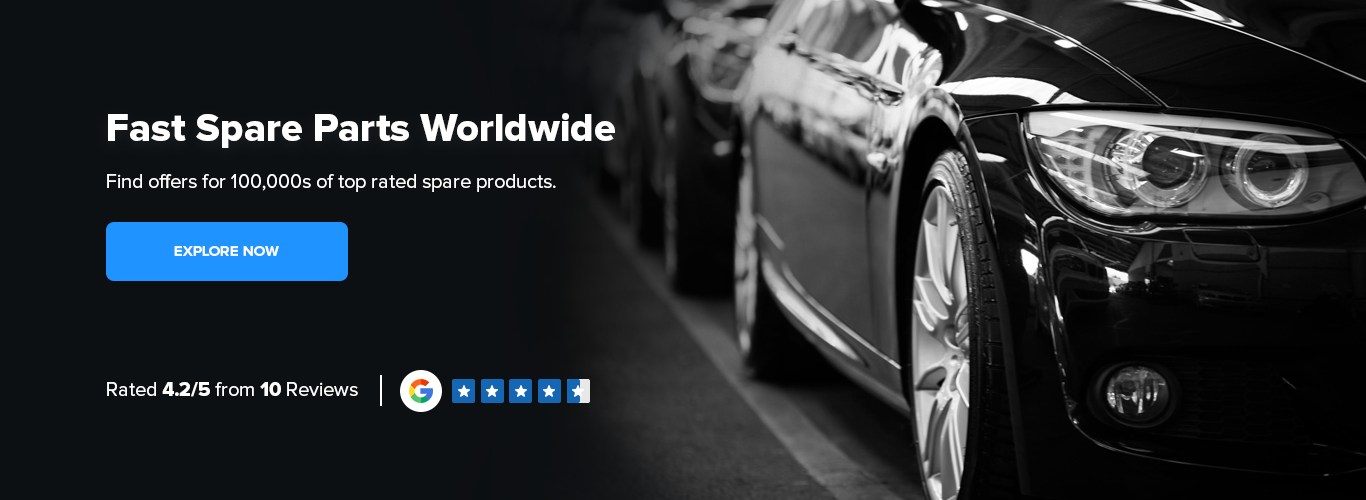 Fast Spare Parts Worldwide
Find offers for 100,000s of top rated spare products.
EXPLORE NOW
Rated 4.2/5 from 10 Reviews